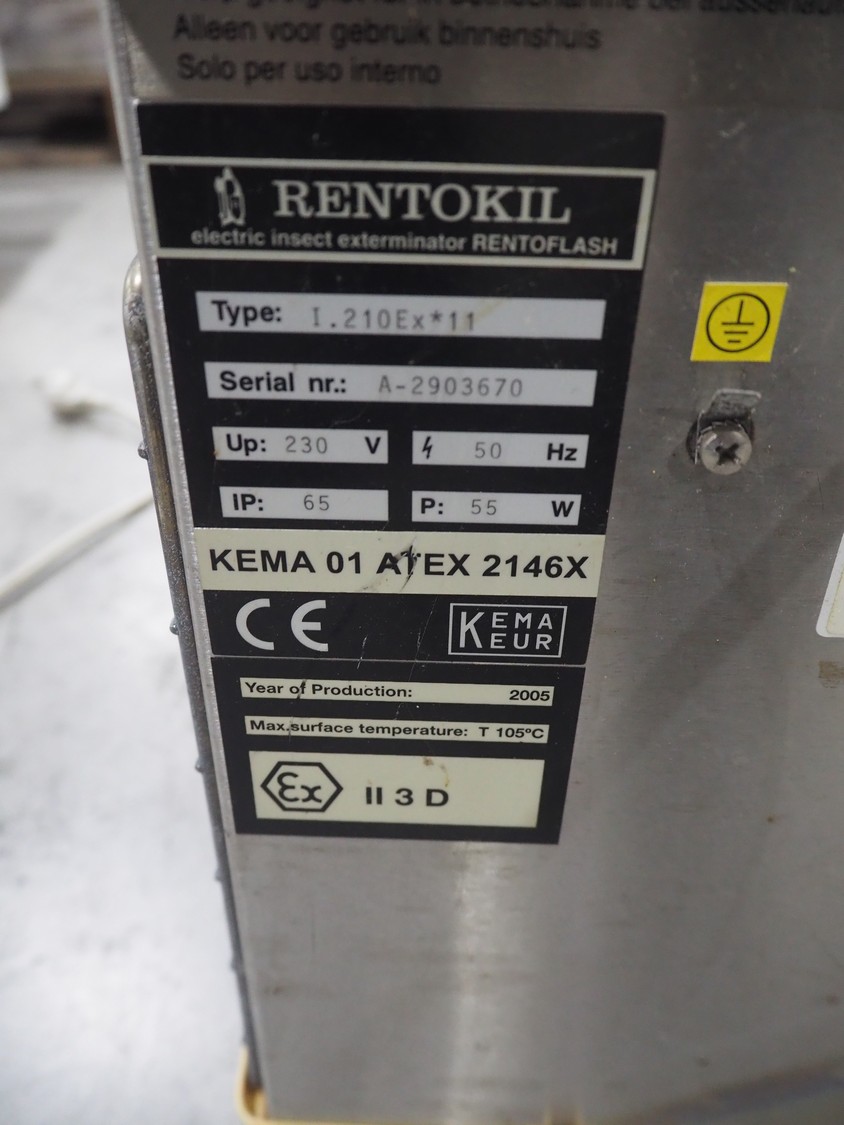 Alleen voor gebruik binnenshuis
Solo per uso interno
RENTOKIL
electric insect exterminator RENTOFLASH
Type: I.210Ex*11
Serial nr.: A-2903670
Up: 230 V 50 Hz
IP: 65 P: 55 W
KEMA 01 ATEX 2146X
CE KEMA KEUR
Year of Production: 2005
Max.surface temperature: T 105ºC
Ex II 3 D